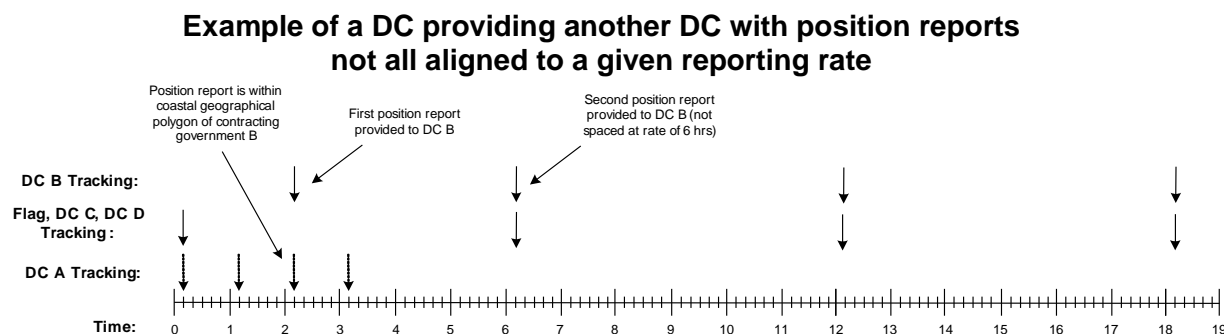 Example of a DC providing another DC with position reports
not all aligned to a given reporting rate
Position report is within
coastal geographical
polygon of contracting
government B
First position report
provided to DC B
Second position report
provided to DC B (not
spaced at rate of 6 hrs)
DC B Tracking:
Flag, DC C, DC D
Tracking :
DC A Tracking:
Time:
0 1 2 3 4 5 6 7 8 9 10 11 12 13 14 15 16 17 18 19